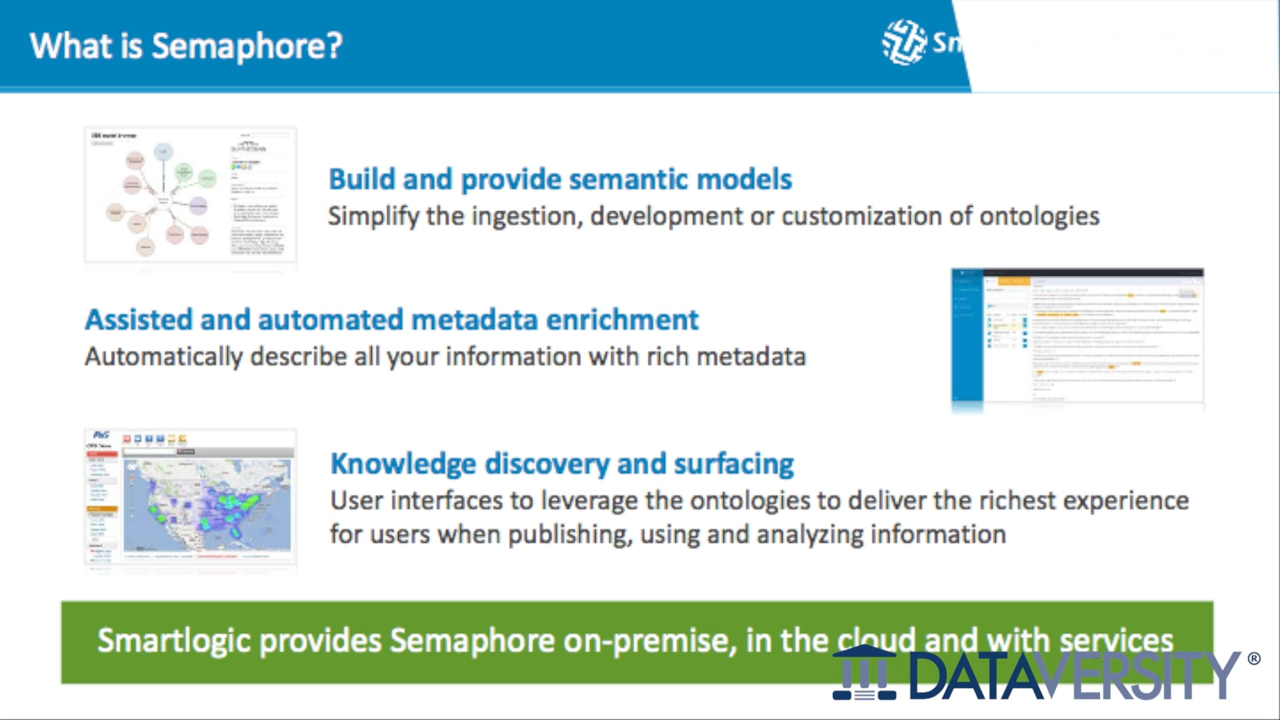 What is Semaphore?
Build and provide semantic models
Simplify the ingestion, development or customization of ontologies
Assisted and automated metadata enrichment
Automatically describe all your information with rich metadata
P&G
Knowledge discovery and surfacing
User interfaces to leverage the ontologies to deliver the richest experience
for users when publishing, using and analyzing information
Smartlogic provides Semaphore on-premise, in the cloud and with services
DATAVERSITY®